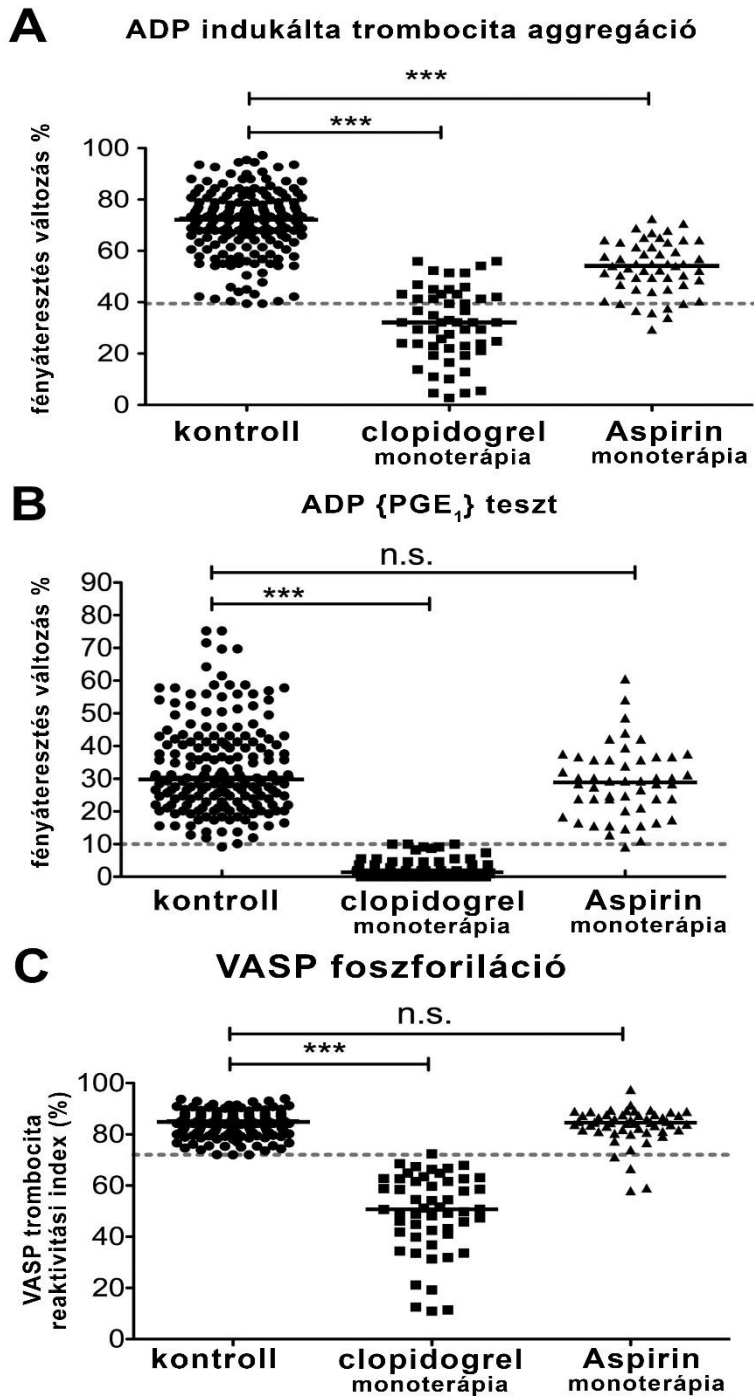 A
ADP indukálta trombocita aggregáció
***
***
fényáteresztés változás %
100
80
60
40
20
0
kontroll
clopidogrel
monoterápia
Aspirin
monoterápia
B
ADP {PGE₁} teszt
n.s.
***
fényáteresztés változás %
90
80
70
60
50
40
30
20
10
0
kontroll
clopidogrel
monoterápia
Aspirin
monoterápia
C
VASP foszforiláció
n.s.
***
VASP trombocita
reaktivitási index (%)
100
80
60
40
20
0
kontroll
clopidogrel
monoterápia
Aspirin
monoterápia